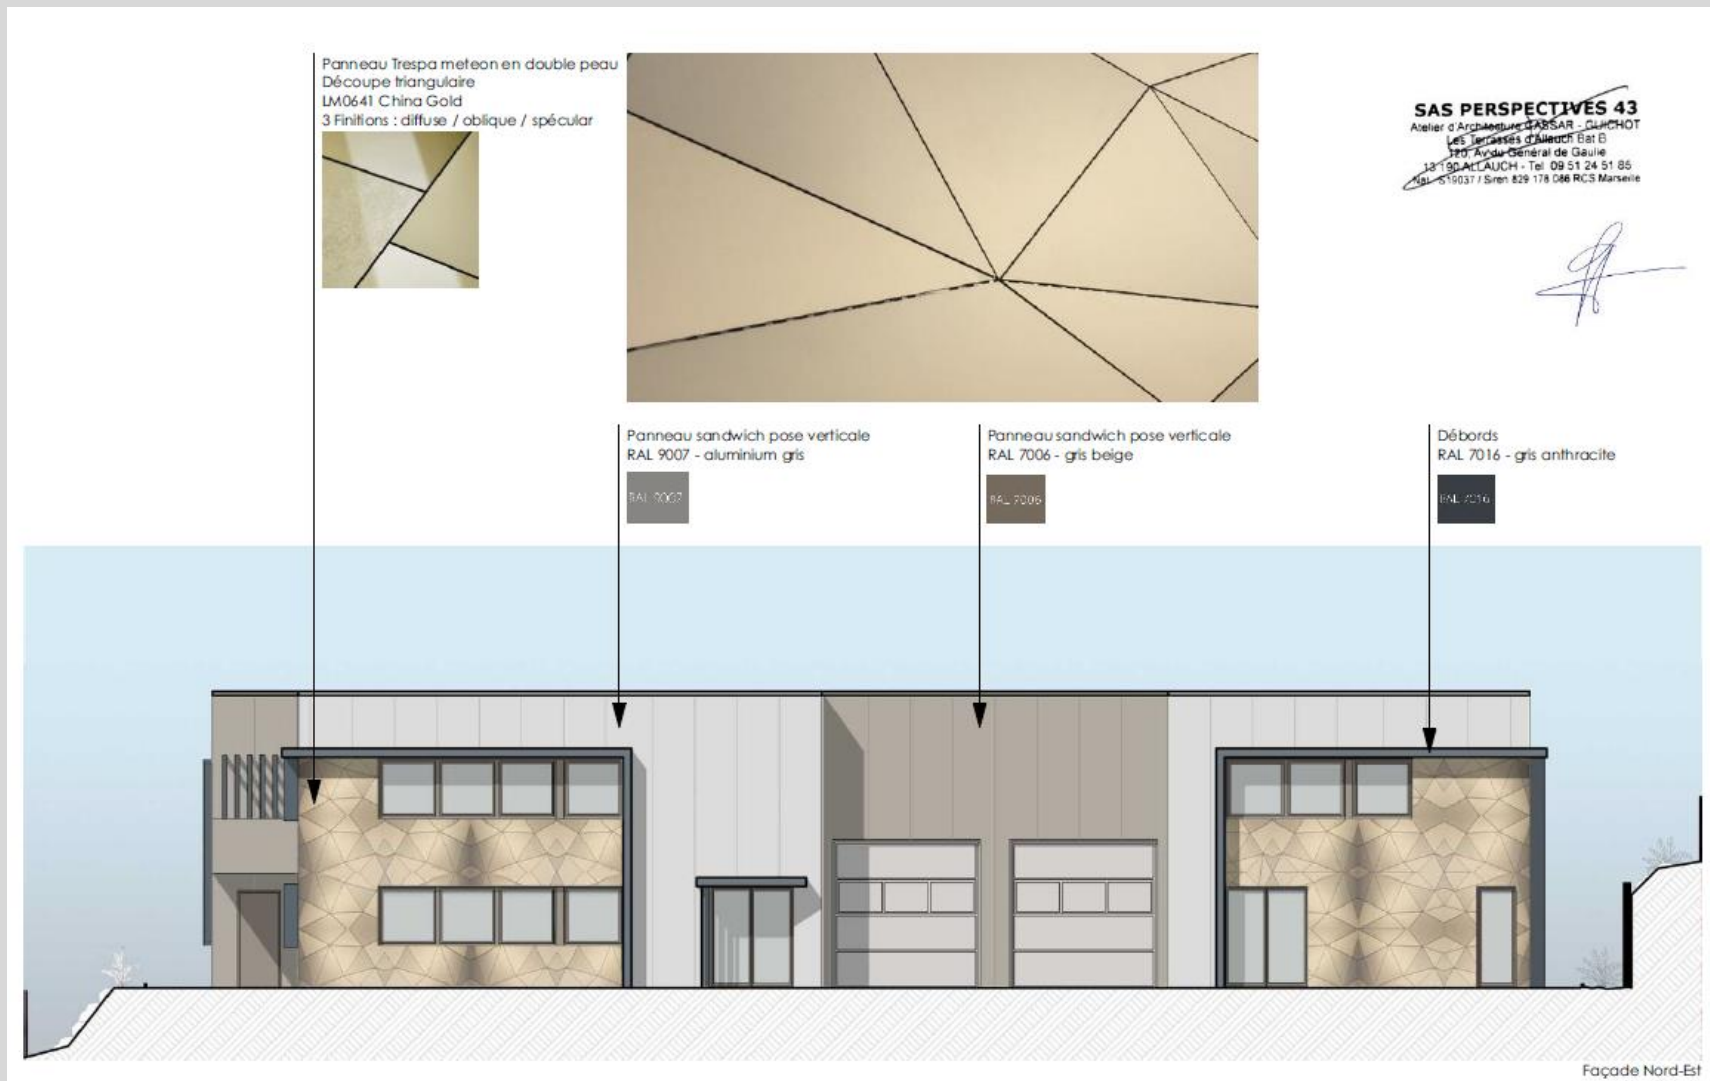 Panneau Trespa meteon en double peau
Découpe triangulaire
LM0641 China Gold
3 Finitions : diffuse / oblique / spécular
SAS PERSPECTIVES 43
Atelier d'Architecture GASSAR - GUICHOT
Les Terrasses d'Allauch Bat B
120, Av du Général de Gaulle
13 190 ALLAUCH - Tel 09 51 24 51 85
Nat. S19037 / Siren 829 178 086 RCS Marseille
Panneau sandwich pose verticale
RAL 9007 - aluminium gris
RAL 9007
Panneau sandwich pose verticale
RAL 7006 - gris beige
RAL 7006
Débords
RAL 7016 - gris anthracite
RAL 7016
Façade Nord-Est